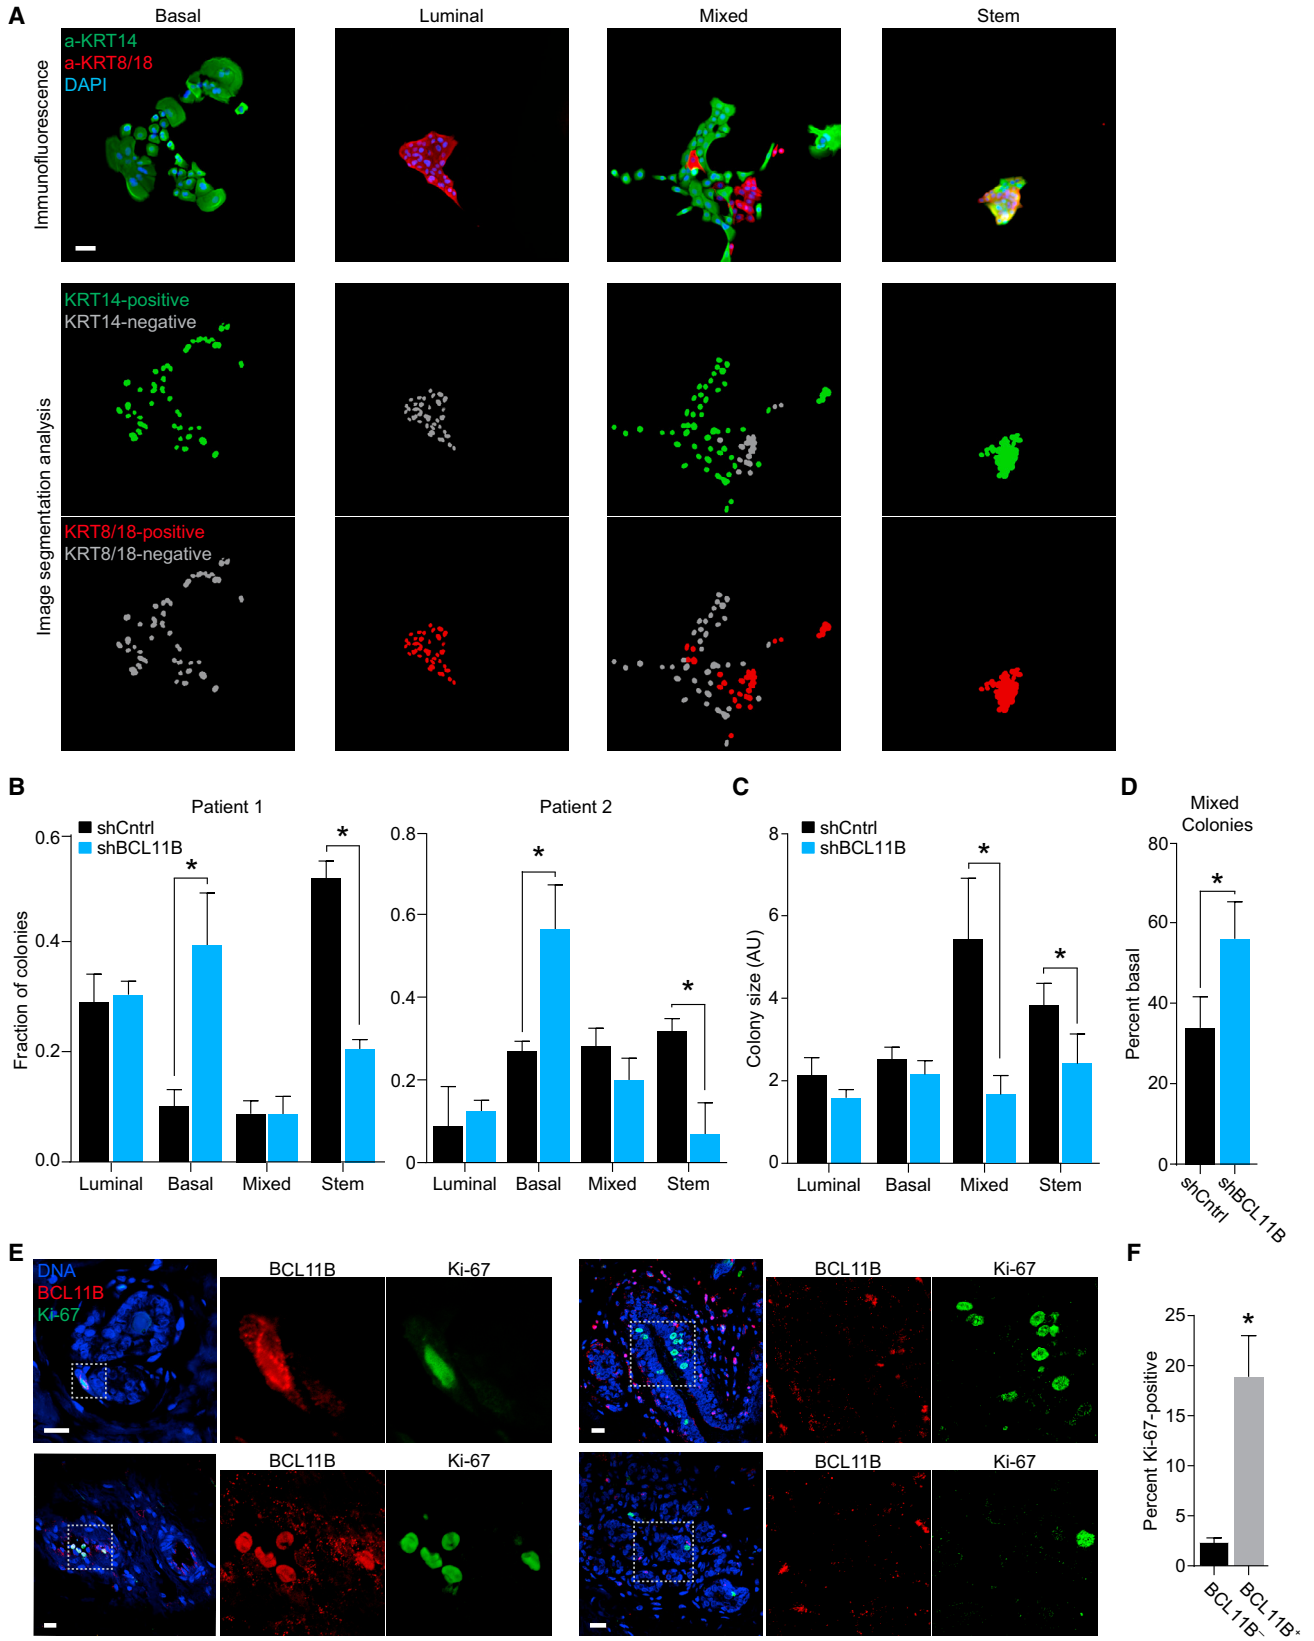 A
Basal
Luminal
Mixed
Stem
Immunofluorescence
a-KRT14
a-KRT8/18
DAPI
Image segmentation analysis
KRT14-positive
KRT14-negative
KRT8/18-positive
KRT8/18-negative
B
Patient 1
Patient 2
shCntrl
shBCL11B
Fraction of colonies
0.6
0.4
0.2
0.0
*
*
Luminal
Basal
Mixed
Stem
0.8
0.6
0.4
0.2
0
*
*
Luminal
Basal
Mixed
Stem
C
shCntrl
shBCL11B
Colony size (AU)
8
6
4
2
0
*
*
Luminal
Basal
Mixed
Stem
D
Mixed
Colonies
Percent basal
80
60
40
20
0
*
shCntrl
shBCL11B
E
DNA
BCL11B
Ki-67
BCL11B
Ki-67
BCL11B
Ki-67
BCL11B
Ki-67
BCL11B
Ki-67
F
Percent Ki-67-positive
25
20
15
10
5
0
*
BCL11B-
BCL11B+